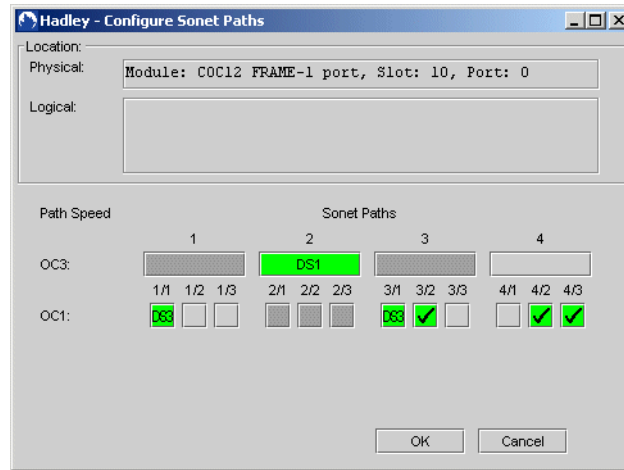 Hadley - Configure Sonet Paths
Location:
Physical: Module: COC12 FRAME-1 port, Slot: 10, Port: 0
Logical:
Path Speed Sonet Paths
1 2 3 4
OC3: DS1
1/1 1/2 1/3 2/1 2/2 2/3 3/1 3/2 3/3 4/1 4/2 4/3
OC1: DS3 DS3
OK Cancel